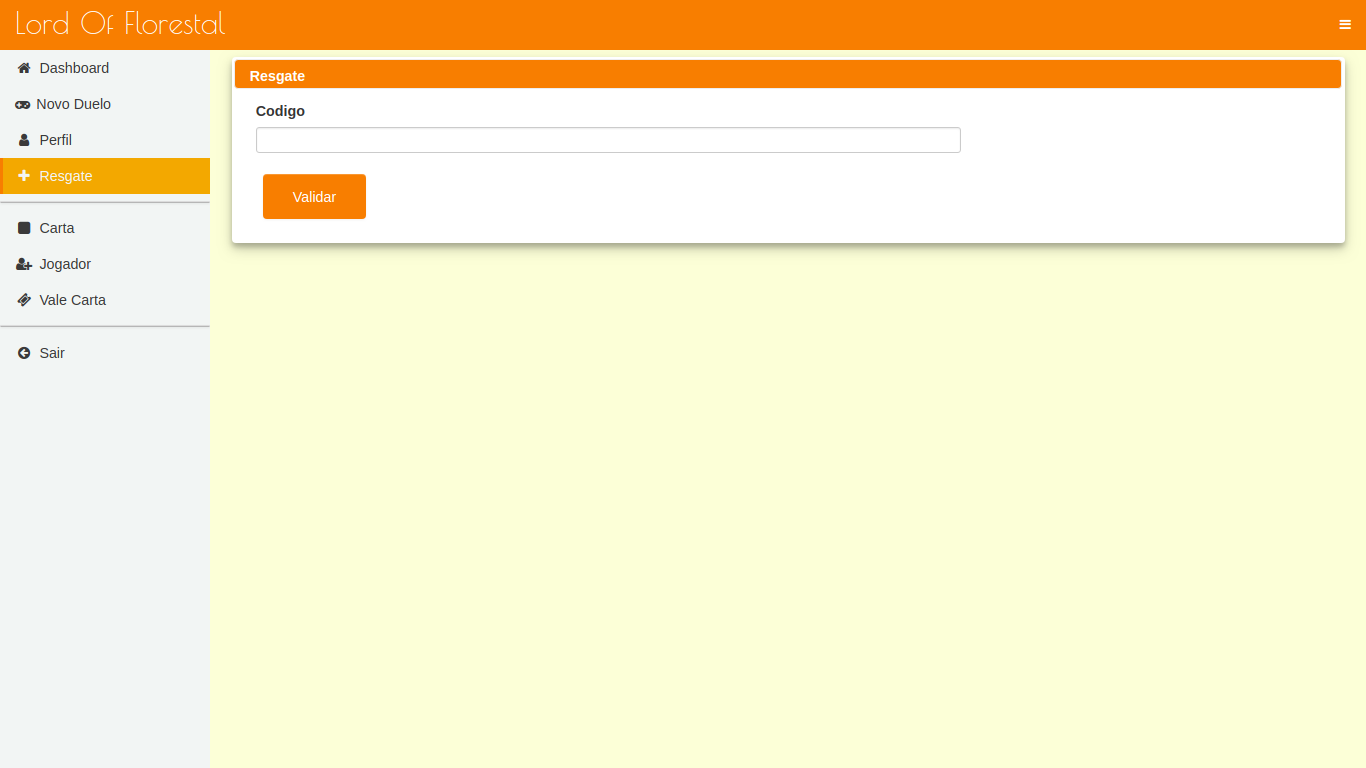 Lord Of Florestal
Dashboard
Novo Duelo
Perfil
Resgate
Carta
Jogador
Vale Carta
Sair
Resgate
Codigo
Validar